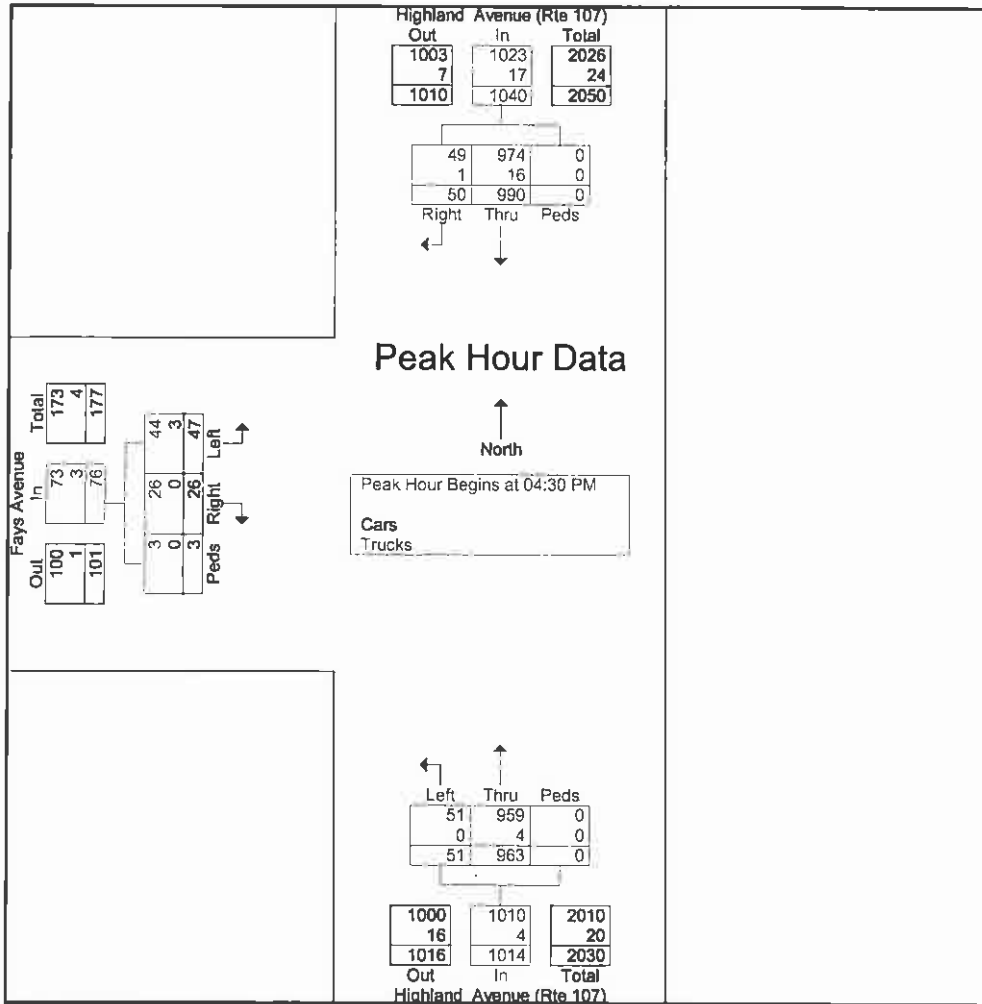 Highland Avenue (Rte 107)
Out In Total
1003 1023 2026
7 17 24
1010 1040 2050
49 974 0
1 16 0
50 990 0
Right Thru Peds
Peak Hour Data
North
Peak Hour Begins at 04:30 PM
Cars
Trucks
Fays Avenue
Out In Total
100 73 173
1 3 4
101 76 177
3 26 44
0 0 3
3 26 47
Peds Right Left
Left Thru Peds
51 959 0
0 4 0
51 963 0
1000 1010 2010
16 4 20
1016 1014 2030
Out In Total
Highland Avenue (Rte 107)